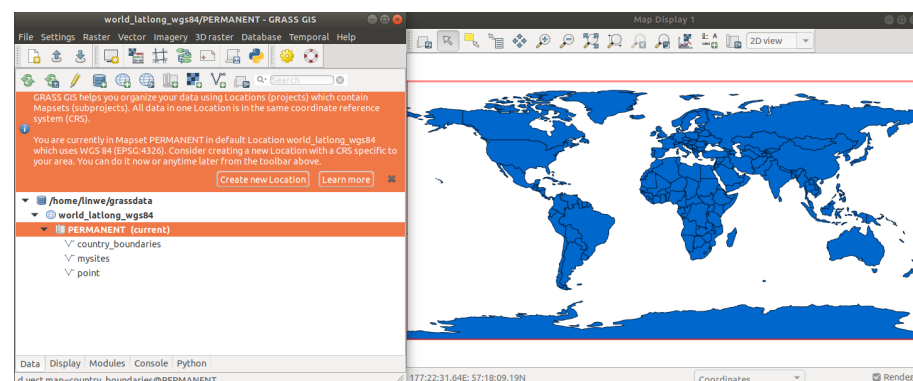 world_latlong_wgs84/PERMANENT - GRASS GIS
File Settings Raster Vector Imagery 3D raster Database Temporal Help
Search
GRASS GIS helps you organize your data using Locations (projects) which contain
Mapsets (subprojects). All data in one Location is in the same coordinate reference
system (CRS).
You are currently in Mapset PERMANENT in default Location world_latlong_wgs84
which uses WGS 84 (EPSG:4326). Consider creating a new Location with a CRS specific to
your area. You can do it now or anytime later from the toolbar above.
Create new Location Learn more
/home/linwe/grassdata
world_latlong_wgs84
PERMANENT (current)
country_boundaries
mysites
point
Data Display Modules Console Python
d.vect map=country_boundaries@PERMANENT
Map Display 1
2D view
177:22:31.64E; 57:18:09.19N
Coordinates
Render